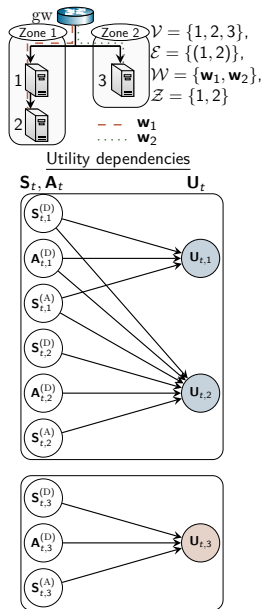 gw
Zone 1
Zone 2
1
2
3
𝒱 = {1, 2, 3},
ℰ = {(1, 2)},
𝒲 = {w₁, w₂},
𝒵 = {1, 2}
w₁
w₂
Utility dependencies
Sₜ, Aₜ Uₜ
S⁽ᴰ⁾ₜ,₁
A⁽ᴰ⁾ₜ,₁
S⁽ᴬ⁾ₜ,₁
S⁽ᴰ⁾ₜ,₂
A⁽ᴰ⁾ₜ,₂
S⁽ᴬ⁾ₜ,₂
Uₜ,₁
Uₜ,₂
S⁽ᴰ⁾ₜ,₃
A⁽ᴰ⁾ₜ,₃
S⁽ᴬ⁾ₜ,₃
Uₜ,₃